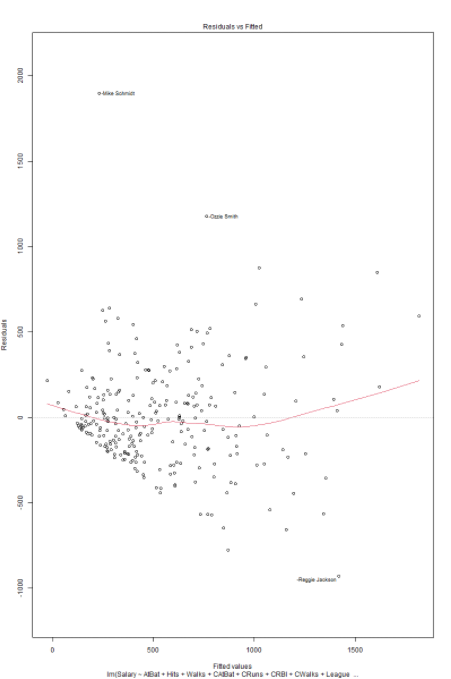 Residuals vs Fitted
2000
1500
1000
500
0
-500
-1000
Residuals
-Mike Schmidt
-Ozzie Smith
-Reggie Jackson
0
500
1000
1500
Fitted values
lm(Salary ~ AtBat + Hits + Walks + CAtBat + CRuns + CRBI + CWalks + League ...